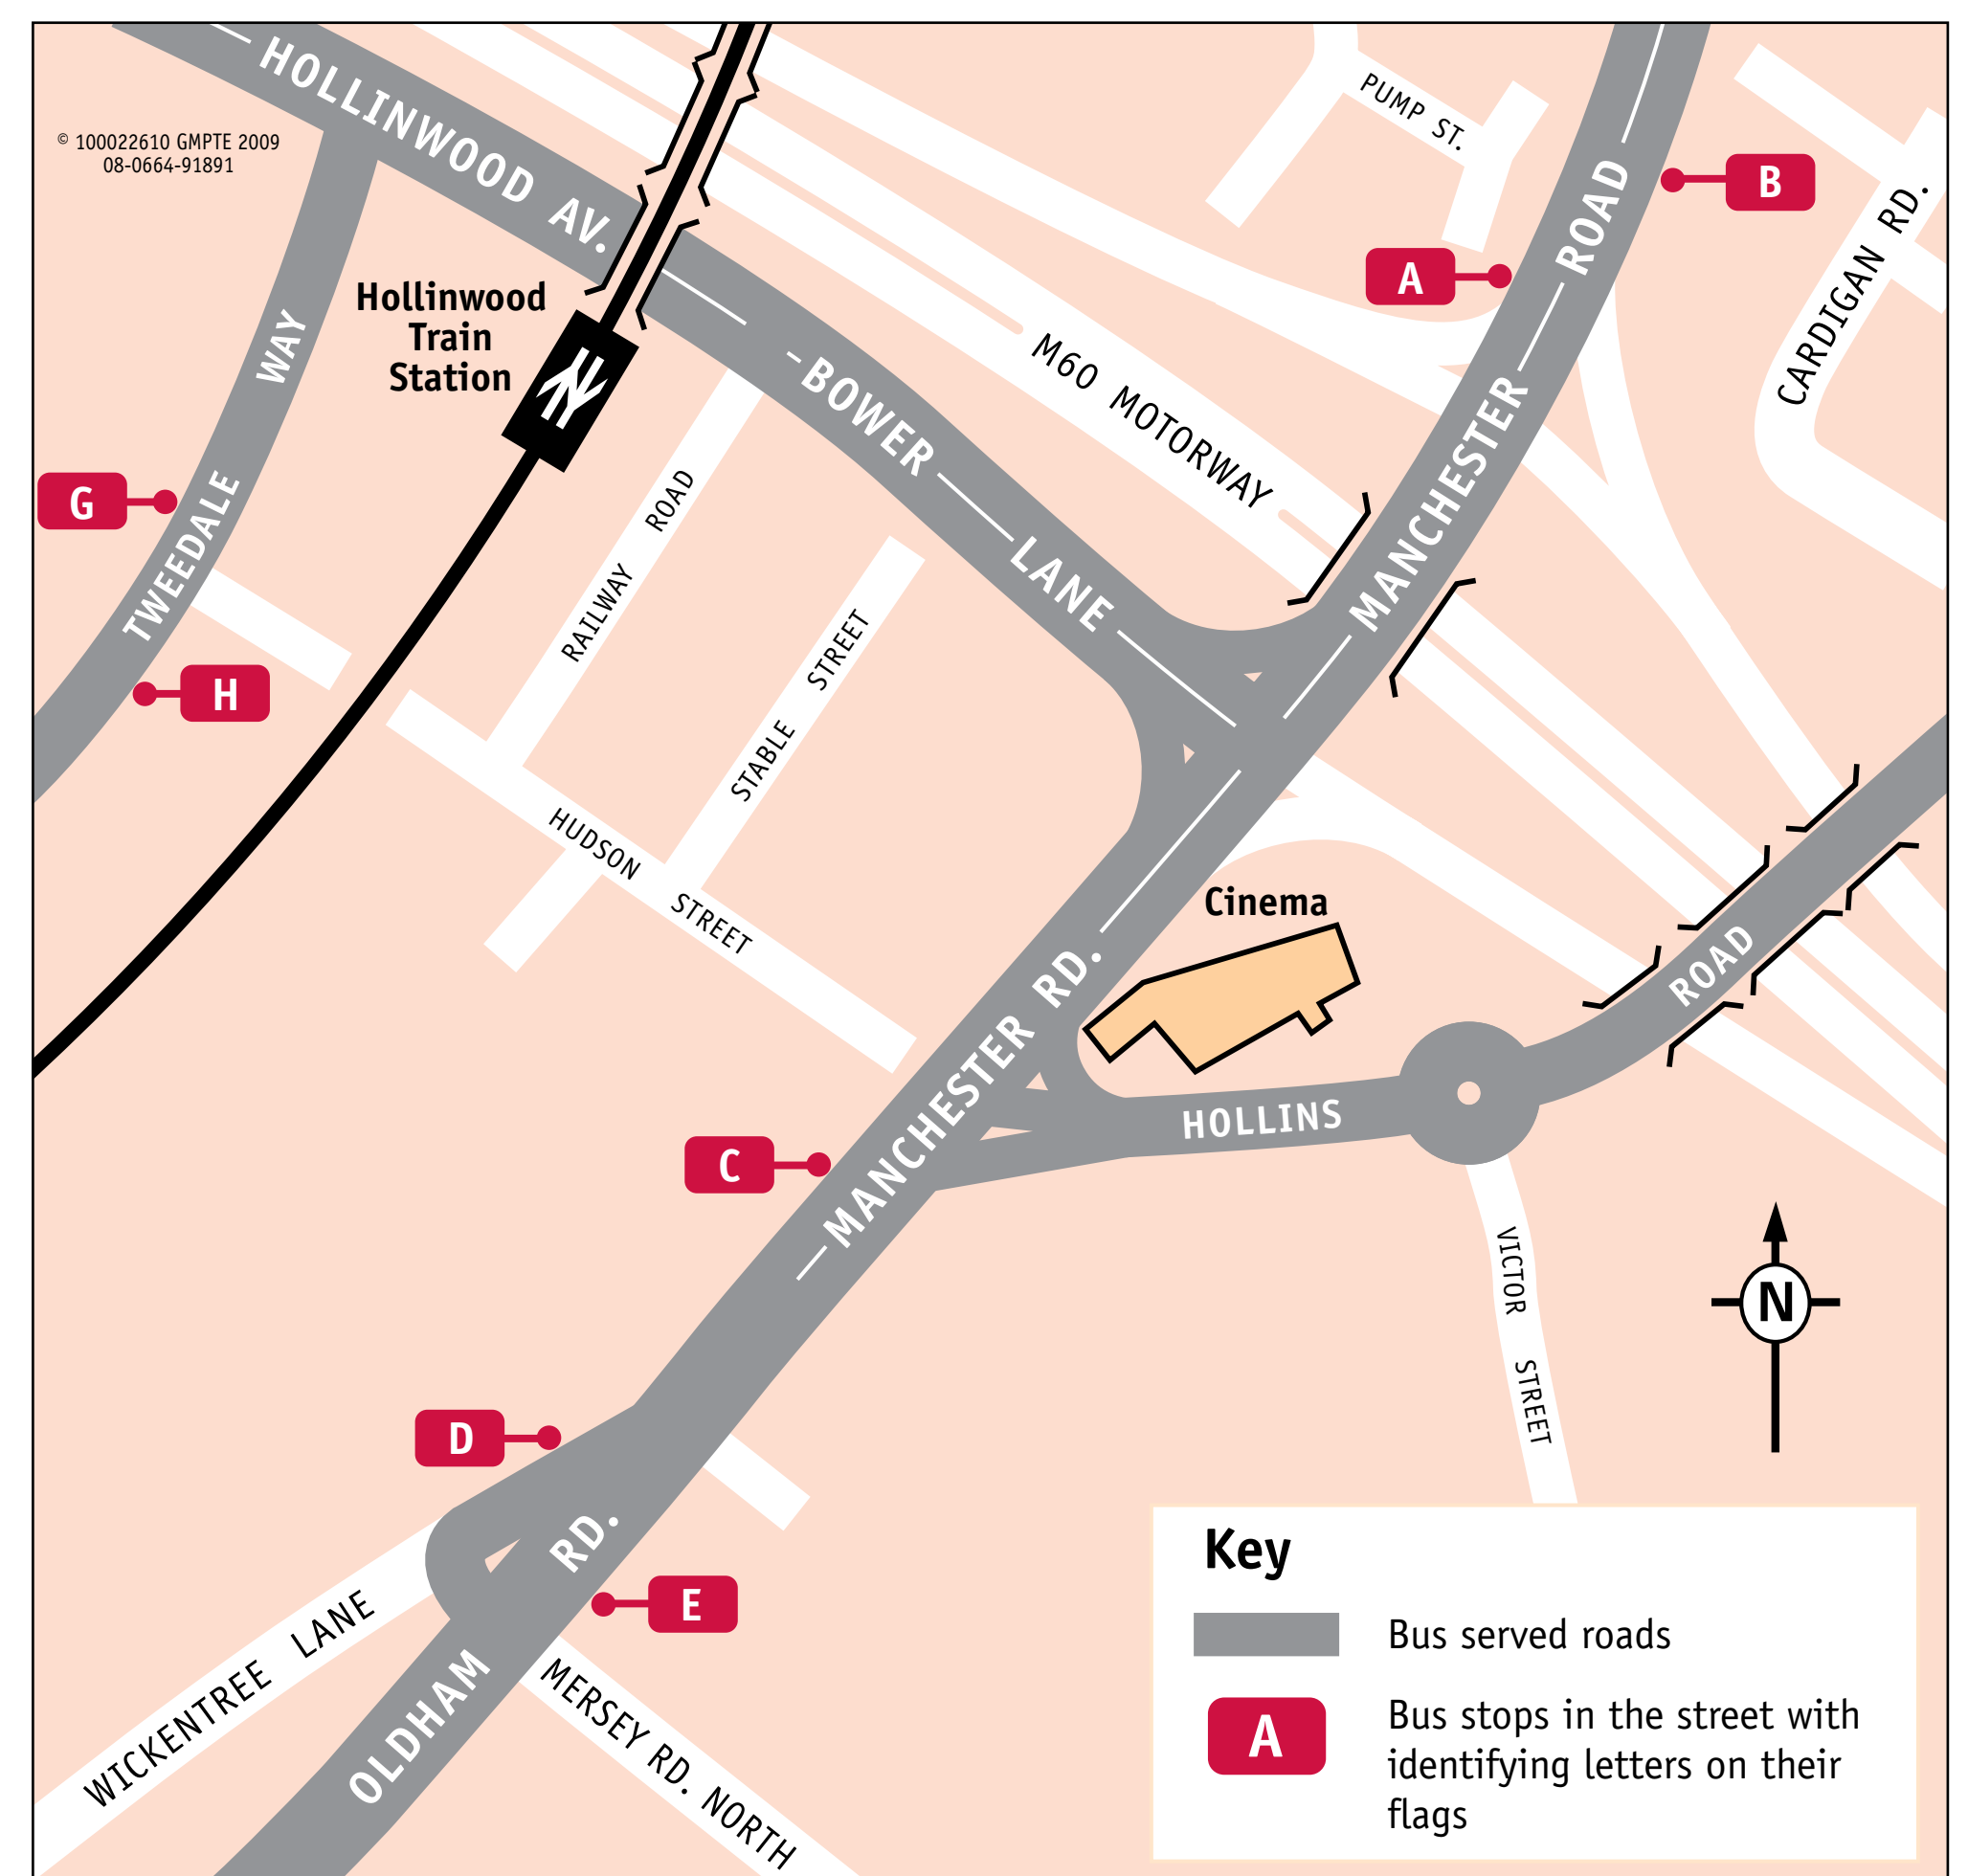 HOLLINWOOD AV.
© 100022610 GMPTE 2009
08-0664-91891
PUMP ST.
B
A
MANCHESTER ROAD
CARDIGAN RD.
Hollinwood
Train
Station
M60 MOTORWAY
BOWER LANE
TWEEDALE WAY
G
H
RAILWAY ROAD
STABLE STREET
HUDSON STREET
Cinema
ROAD
MANCHESTER RD.
HOLLINS
C
VICTOR STREET
N
D
RD.
E
WICKENTREE LANE
OLDHAM
MERSEY RD. NORTH
Key
Bus served roads
A
Bus stops in the street with
identifying letters on their
flags